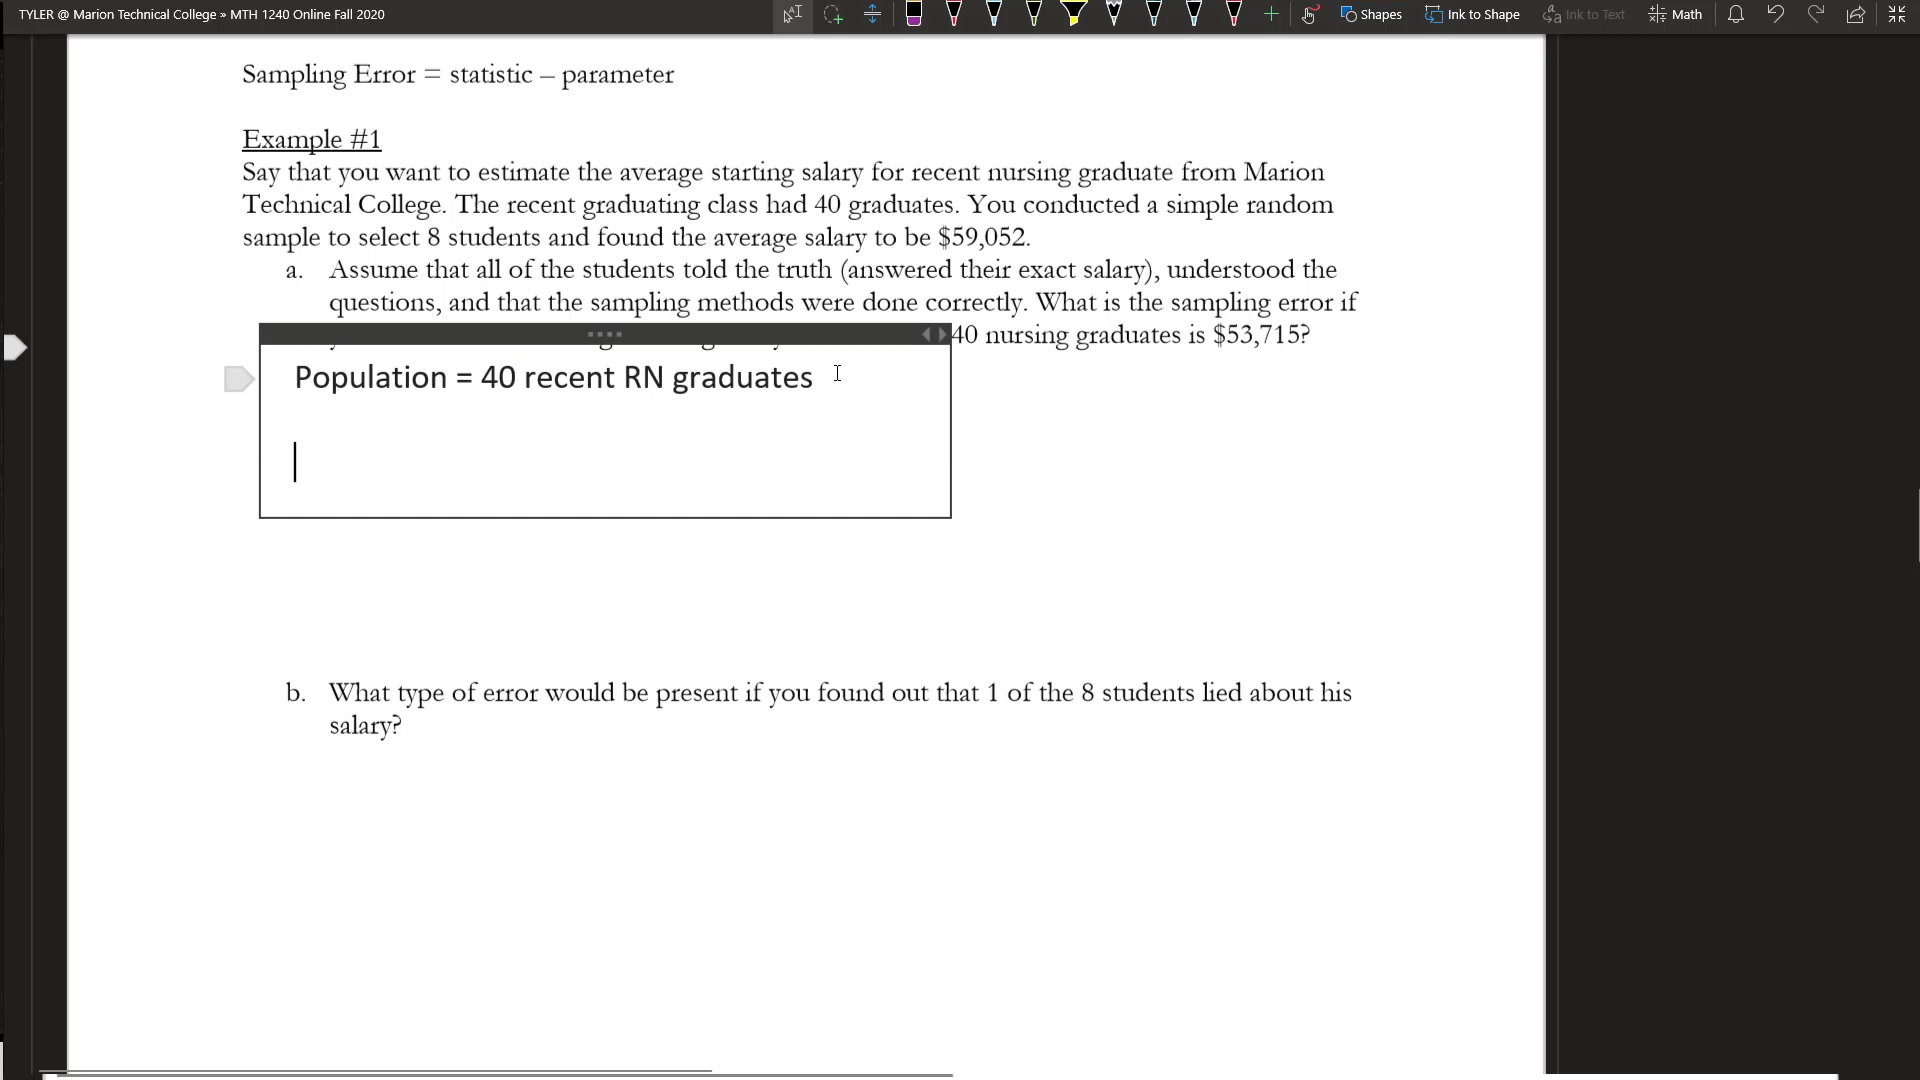 TYLER @ Marion Technical College » MTH 1240 Online Fall 2020
Shapes
Ink to Shape
Ink to Text
Math
Sampling Error = statistic – parameter
Example #1
Say that you want to estimate the average starting salary for recent nursing graduate from Marion
Technical College. The recent graduating class had 40 graduates. You conducted a simple random
sample to select 8 students and found the average salary to be $59,052.
a. Assume that all of the students told the truth (answered their exact salary), understood the
questions, and that the sampling methods were done correctly. What is the sampling error if
40 nursing graduates is $53,715?
Population = 40 recent RN graduates
b. What type of error would be present if you found out that 1 of the 8 students lied about his
salary?